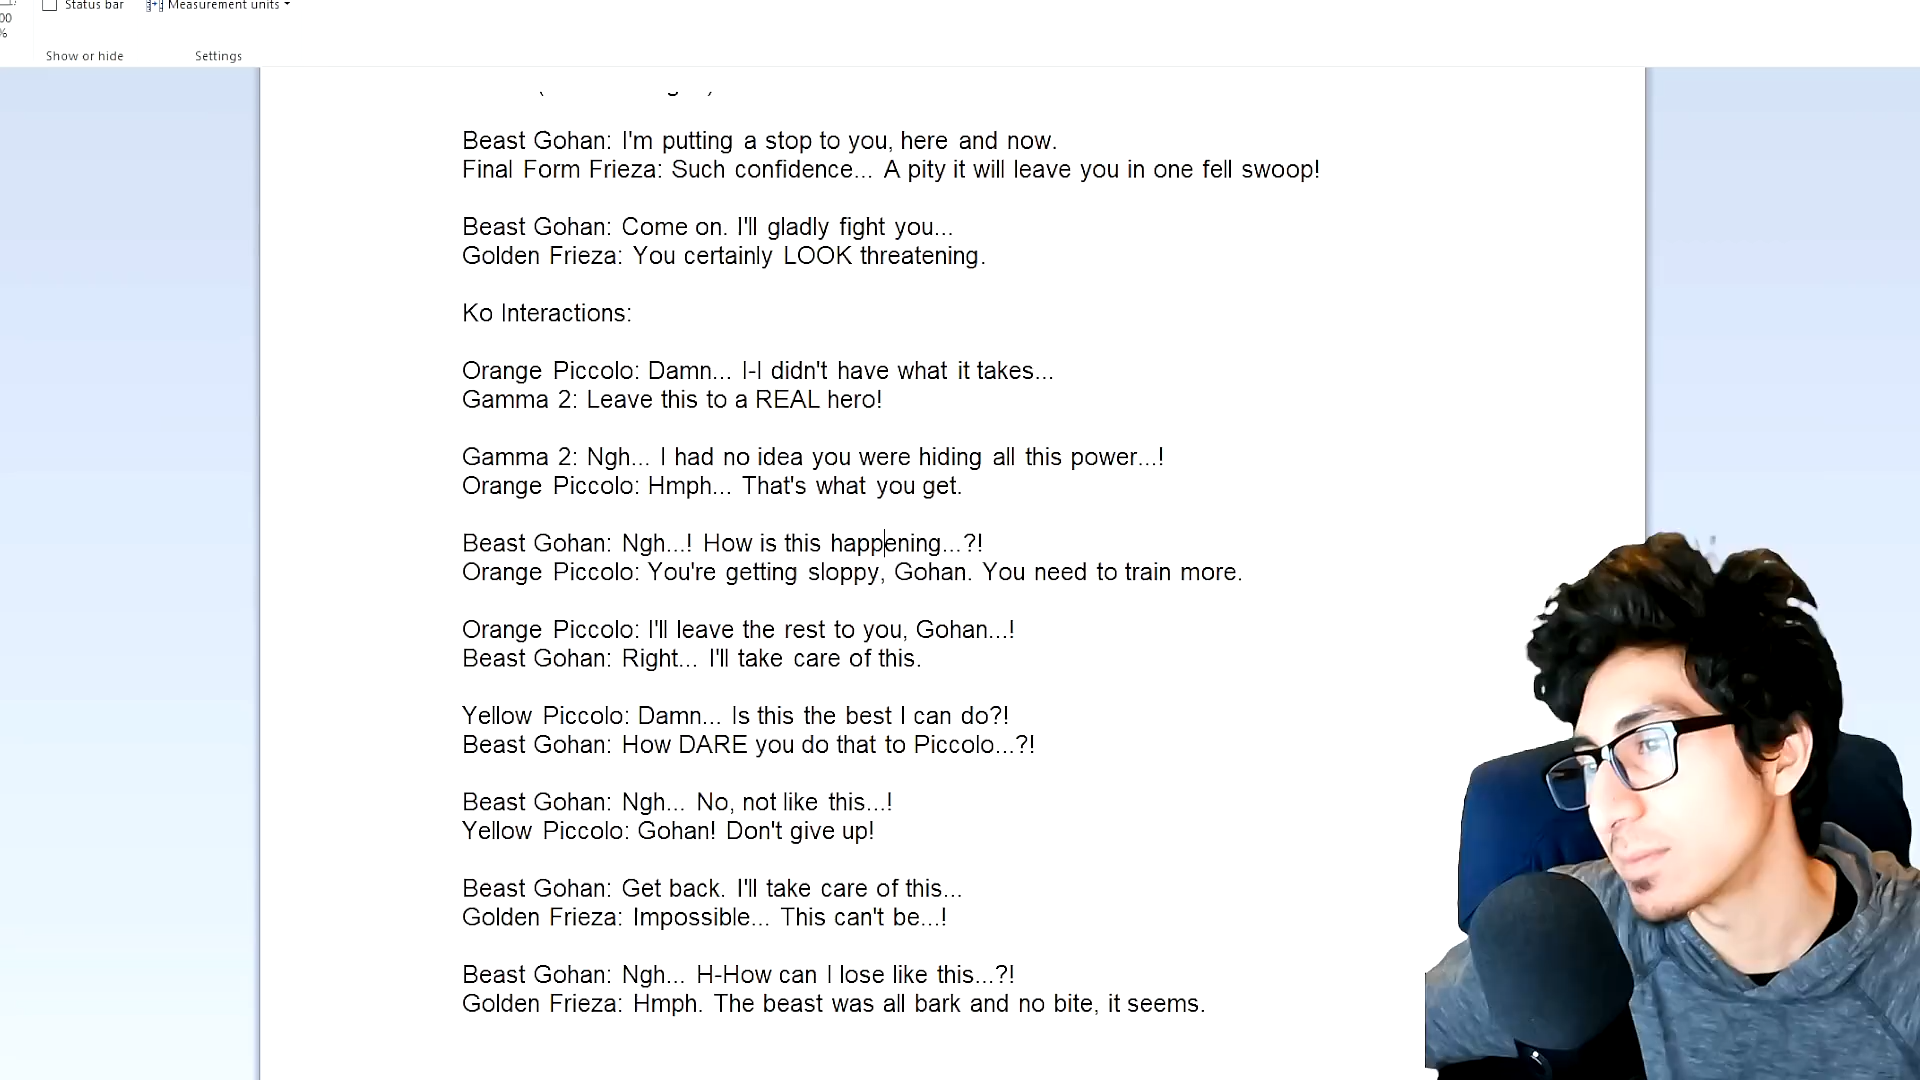 Status bar
Measurement units
00
%
Show or hide
Settings
Beast Gohan: I'm putting a stop to you, here and now.
Final Form Frieza: Such confidence... A pity it will leave you in one fell swoop!
Beast Gohan: Come on. I'll gladly fight you...
Golden Frieza: You certainly LOOK threatening.
Ko Interactions:
Orange Piccolo: Damn... I-I didn't have what it takes...
Gamma 2: Leave this to a REAL hero!
Gamma 2: Ngh... I had no idea you were hiding all this power...!
Orange Piccolo: Hmph... That's what you get.
Beast Gohan: Ngh...! How is this happening...?!
Orange Piccolo: You're getting sloppy, Gohan. You need to train more.
Orange Piccolo: I'll leave the rest to you, Gohan...!
Beast Gohan: Right... I'll take care of this.
Yellow Piccolo: Damn... Is this the best I can do?!
Beast Gohan: How DARE you do that to Piccolo...?!
Beast Gohan: Ngh... No, not like this...!
Yellow Piccolo: Gohan! Don't give up!
Beast Gohan: Get back. I'll take care of this...
Golden Frieza: Impossible... This can't be...!
Beast Gohan: Ngh... H-How can I lose like this...?!
Golden Frieza: Hmph. The beast was all bark and no bite, it seems.